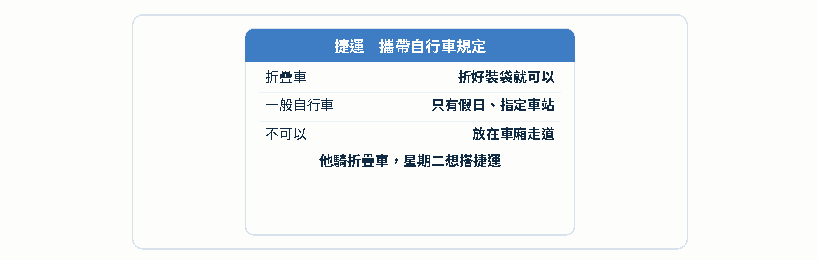 捷運　攜帶自行車規定
折疊車　折好裝袋就可以
一般自行車　只有假日、指定車站
不可以　放在車廂走道
他騎折疊車，星期二想搭捷運